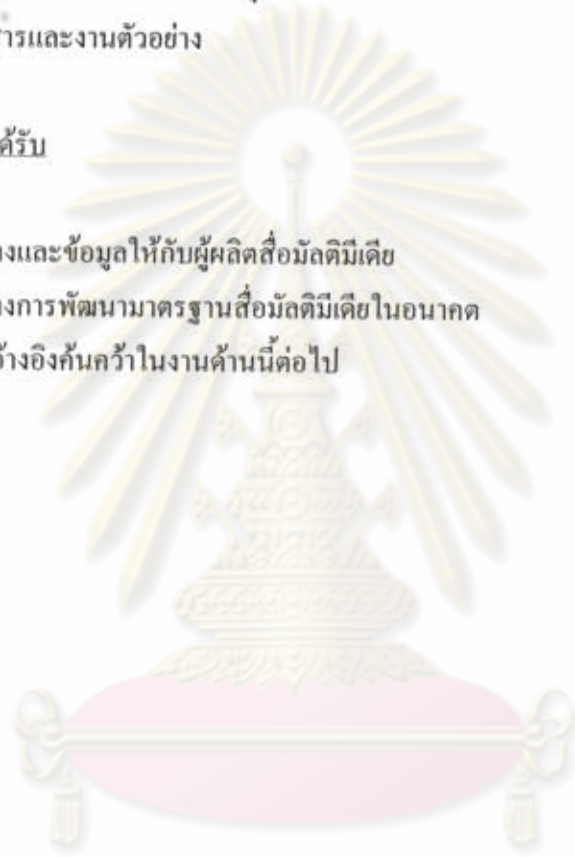 ารและงานตัวอย่าง
ด้รับ
งและข้อมูลให้กับผู้ผลิตสื่อมัลติมีเดีย
งการพัฒนามาตรฐานสื่อมัลติมีเดียในอนาคต
อ้างอิงค้นคว้าในงานด้านนี้ต่อไป